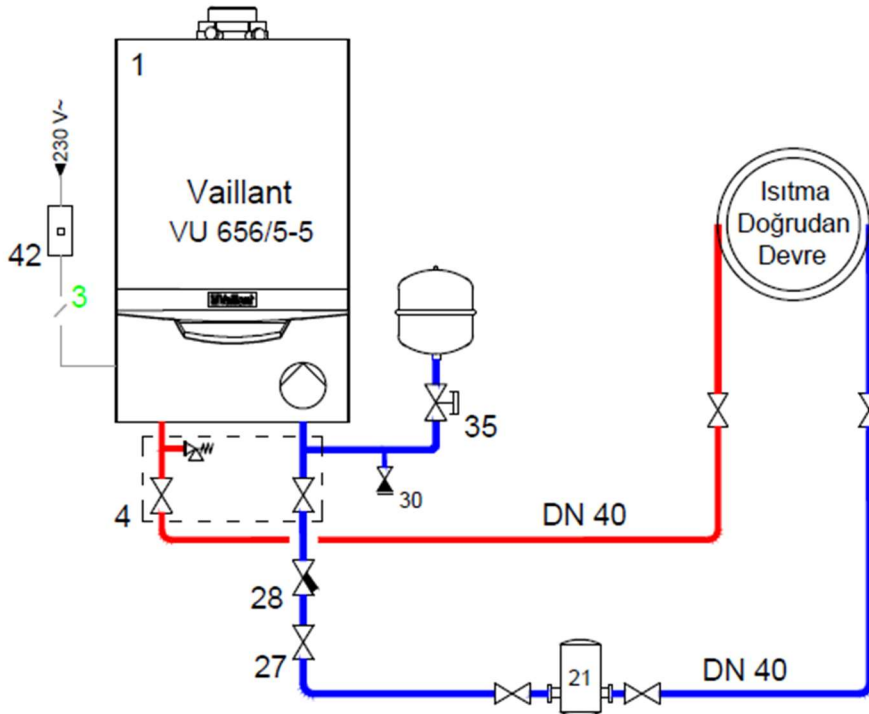 1
230 V~
Vaillant
VU 656/5-5
42
3
Vaillant
Isıtma
Doğrudan
Devre
35
30
4
DN 40
28
27
21
DN 40